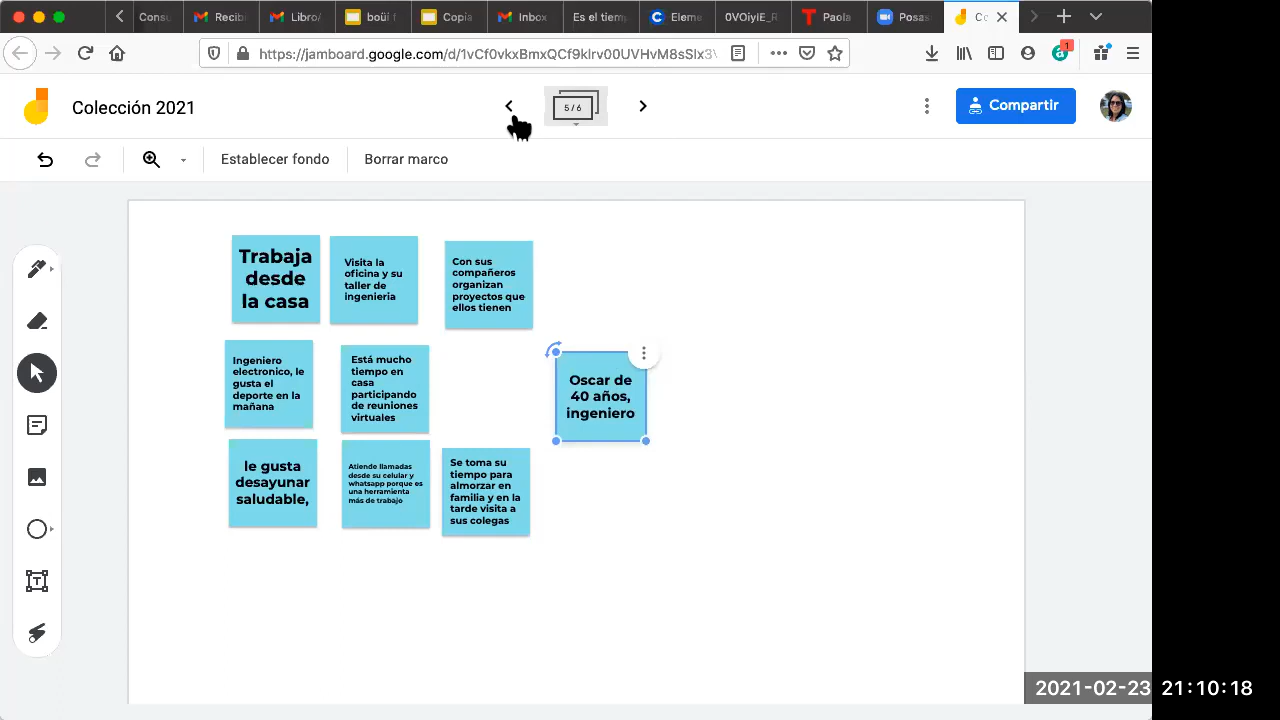 Consu
Recibi
Libro/
boüi f
Copia
Inbox
Es el tiemp
Eleme
0VOiyiE_R
Paola
Posas
Co
https://jamboard.google.com/d/1vCf0vkxBmxQCf9kirv00UVHvM8sSlx3V
1
Colección 2021
5 / 6
Compartir
Establecer fondo
Borrar marco
Trabaja
desde
la casa
Visita la
oficina y su
taller de
ingenieria
Con sus
compañeros
organizan
proyectos que
ellos tienen
Ingeniero
electronico, le
gusta el
deporte en la
mañana
Está mucho
tiempo en
casa
participando
de reuniones
virtuales
Oscar de
40 años,
ingeniero
le gusta
desayunar
saludable,
Atiende llamadas
desde su celular y
whatsapp porque es
una herramienta
más de trabajo
Se toma su
tiempo para
almorzar en
familia y en la
tarde visita a
sus colegas
2021-02-23 21:10:18